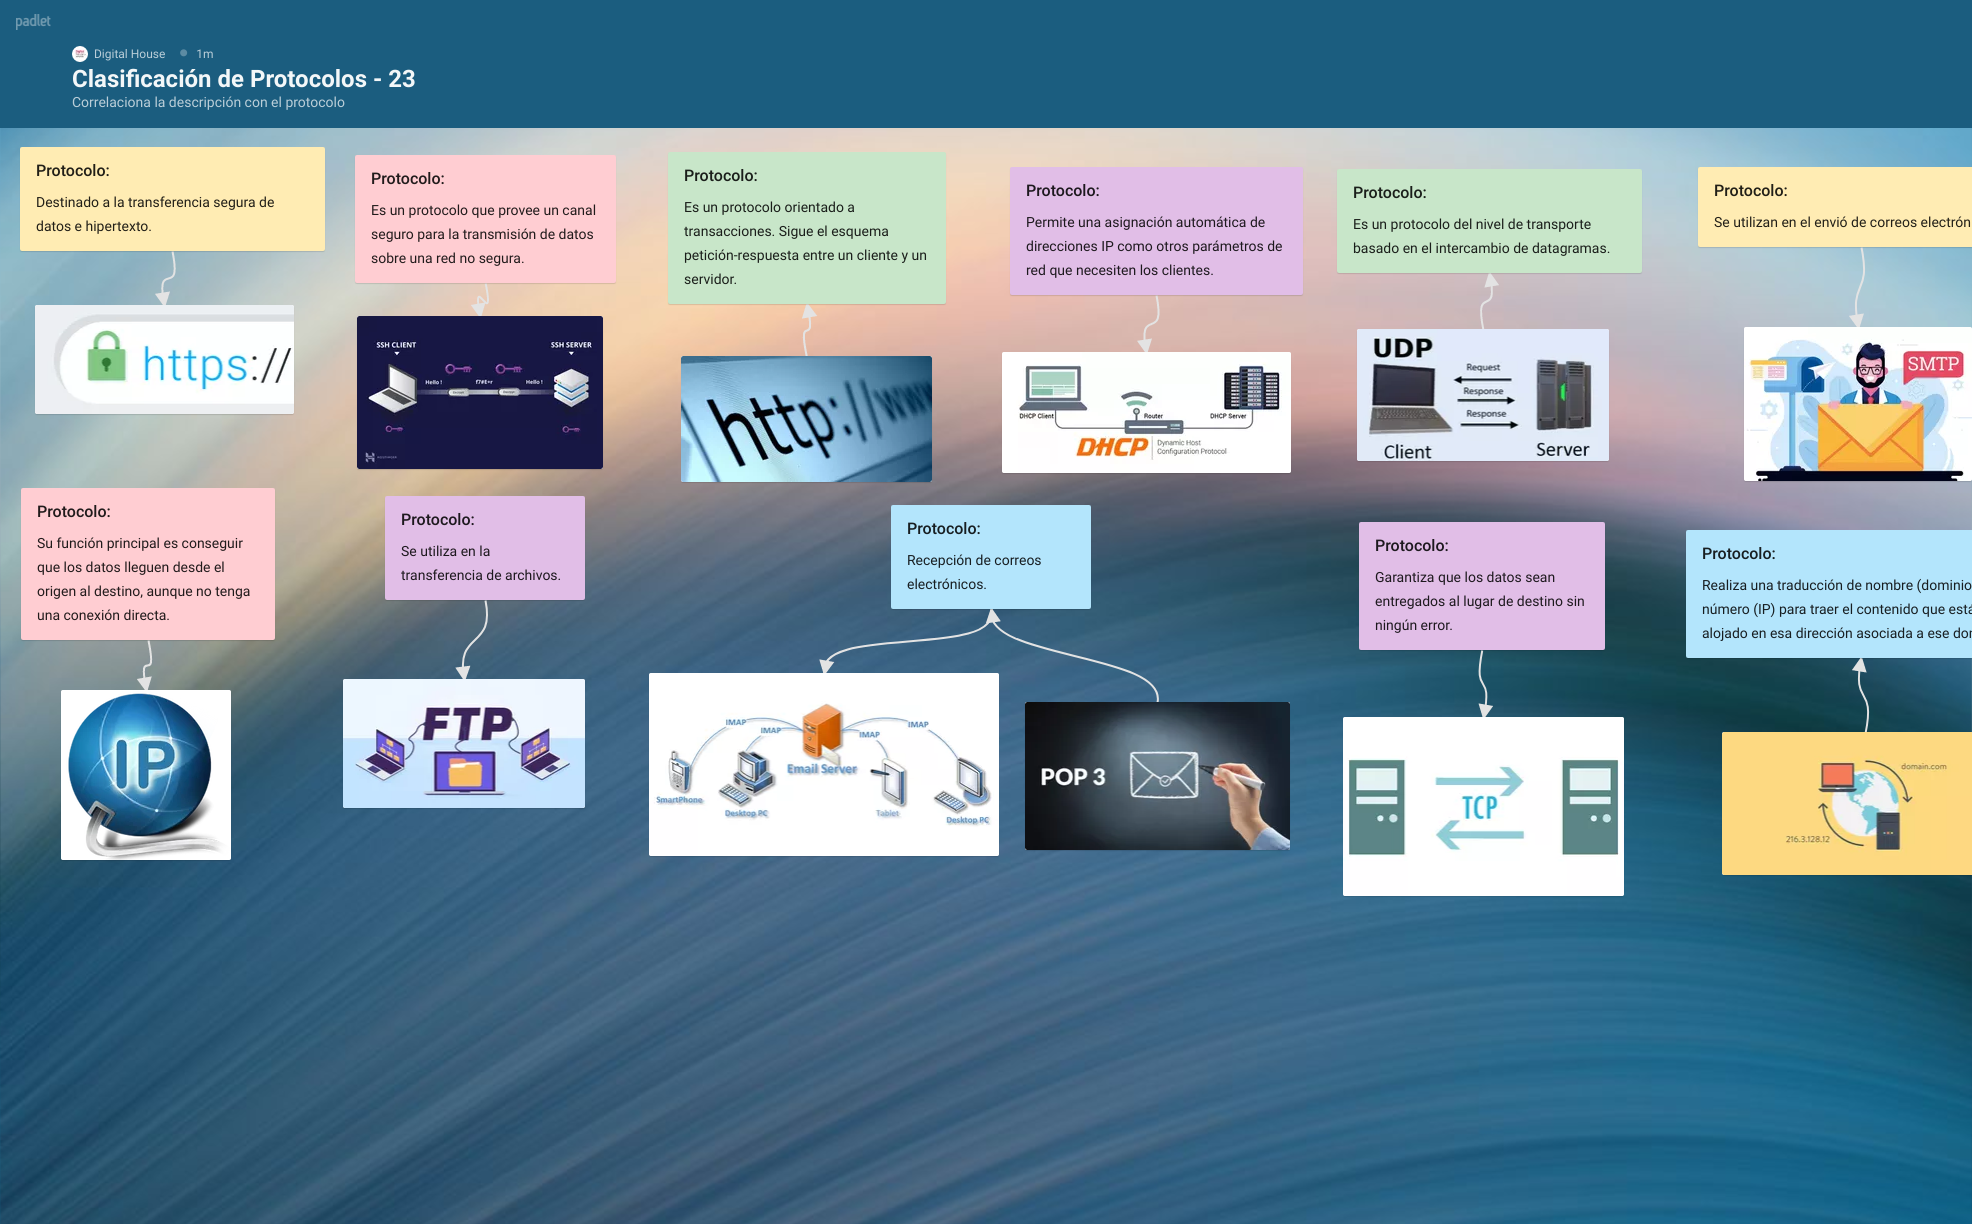 padlet
Digital House
1m
Clasificación de Protocolos - 23
Correlaciona la descripción con el protocolo
Protocolo:
Destinado a la transferencia segura de
datos e hipertexto.
https://
Protocolo:
Es un protocolo que provee un canal
seguro para la transmisión de datos
sobre una red no segura.
SSH CLIENT
SSH SERVER
Hello !
f7#E+r
Hello !
Protocolo:
Es un protocolo orientado a
transacciones. Sigue el esquema
petición-respuesta entre un cliente y un
servidor.
http://www
Protocolo:
Permite una asignación automática de
direcciones IP como otros parámetros de
red que necesiten los clientes.
DHCP Client
Router
DHCP Server
DHCP
Dynamic Host
Configuration Protocol
Protocolo:
Es un protocolo del nivel de transporte
basado en el intercambio de datagramas.
UDP
Request
Response
Response
Client
Server
Protocolo:
Se utilizan en el envió de correos electrón
SMTP
Protocolo:
Su función principal es conseguir
que los datos lleguen desde el
origen al destino, aunque no tenga
una conexión directa.
IP
Protocolo:
Se utiliza en la
transferencia de archivos.
FTP
Protocolo:
Recepción de correos
electrónicos.
IMAP
IMAP
IMAP
IMAP
Email Server
SmartPhone
Desktop PC
Tablet
Desktop PC
POP 3
Protocolo:
Garantiza que los datos sean
entregados al lugar de destino sin
ningún error.
TCP
Protocolo:
Realiza una traducción de nombre (dominio
número (IP) para traer el contenido que está
alojado en esa dirección asociada a ese dom
domain.com
216.3.128.12